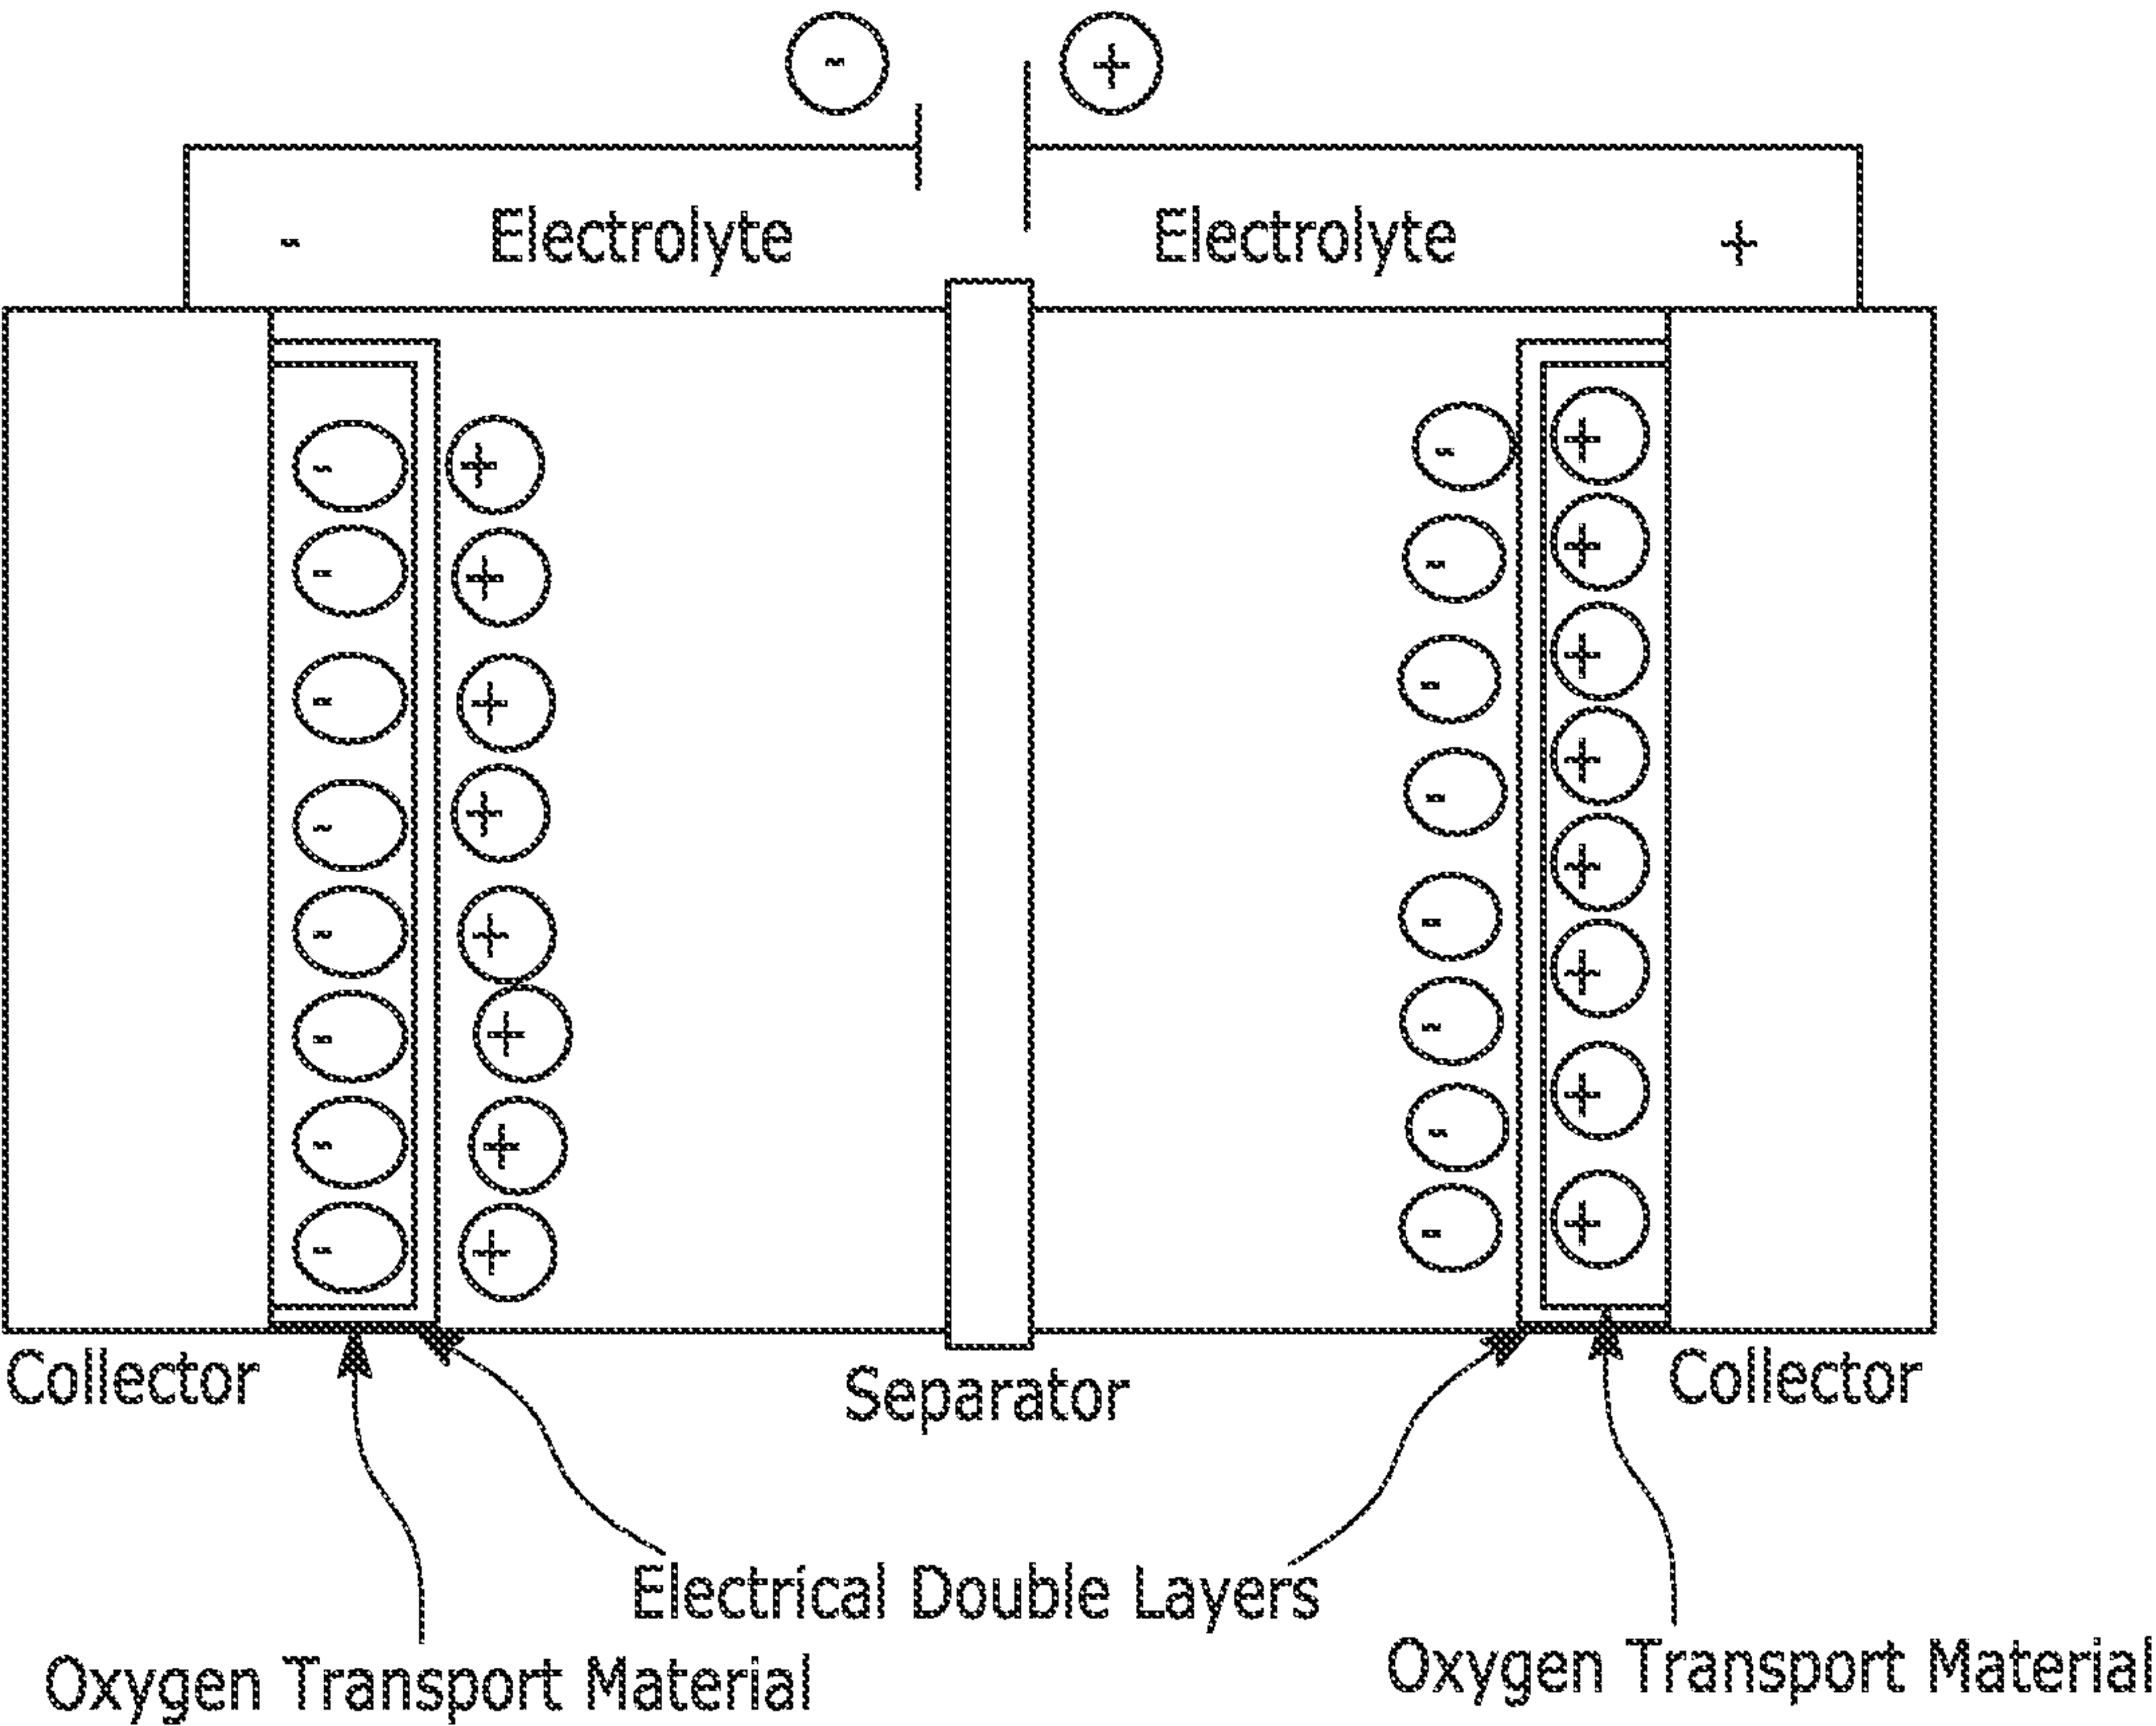 - +
- Electrolyte Electrolyte +
- + - +
- + - +
- + - +
- + - +
- + - +
- + - +
- + - +
- + - +
Collector Separator Collector
Electrical Double Layers
Oxygen Transport Material Oxygen Transport Material